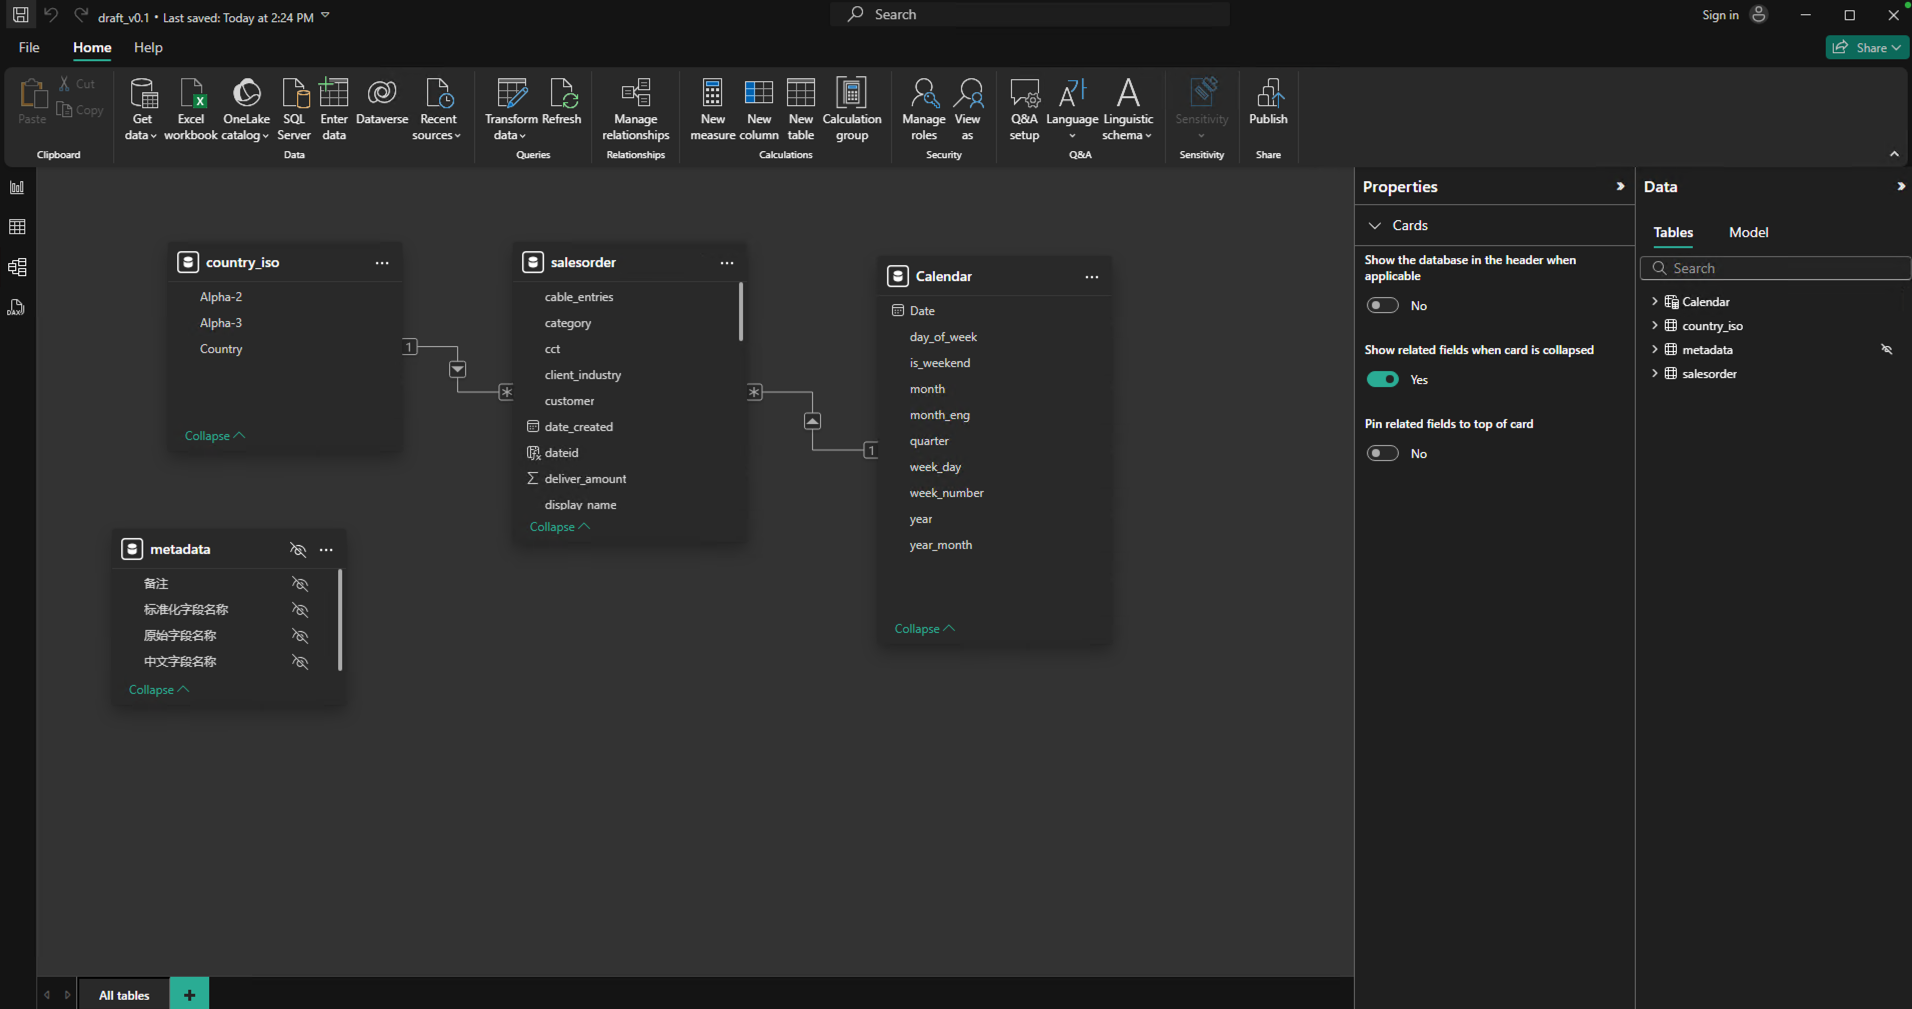 draft_v0.1 • Last saved: Today at 2:24 PM
Search
Sign in
File
Home
Help
Share
Paste
Cut
Copy
Clipboard
Get data
Excel workbook
OneLake catalog
SQL Server
Enter data
Dataverse
Recent sources
Data
Transform data
Refresh
Queries
Manage relationships
Relationships
New measure
New column
New table
Calculation group
Calculations
Manage roles
View as
Security
Q&A setup
Language
Linguistic schema
Q&A
Sensitivity
Sensitivity
Publish
Share
country_iso
Alpha-2
Alpha-3
Country
Collapse
1
*
salesorder
cable_entries
category
cct
client_industry
customer
date_created
dateid
deliver_amount
display_name
Collapse
*
1
Calendar
Date
day_of_week
is_weekend
month
month_eng
quarter
week_day
week_number
year
year_month
Collapse
metadata
备注
标准化字段名称
原始字段名称
中文字段名称
Collapse
Properties
Cards
Show the database in the header when
applicable
No
Show related fields when card is collapsed
Yes
Pin related fields to top of card
No
Data
Tables
Model
Search
Calendar
country_iso
metadata
salesorder
All tables